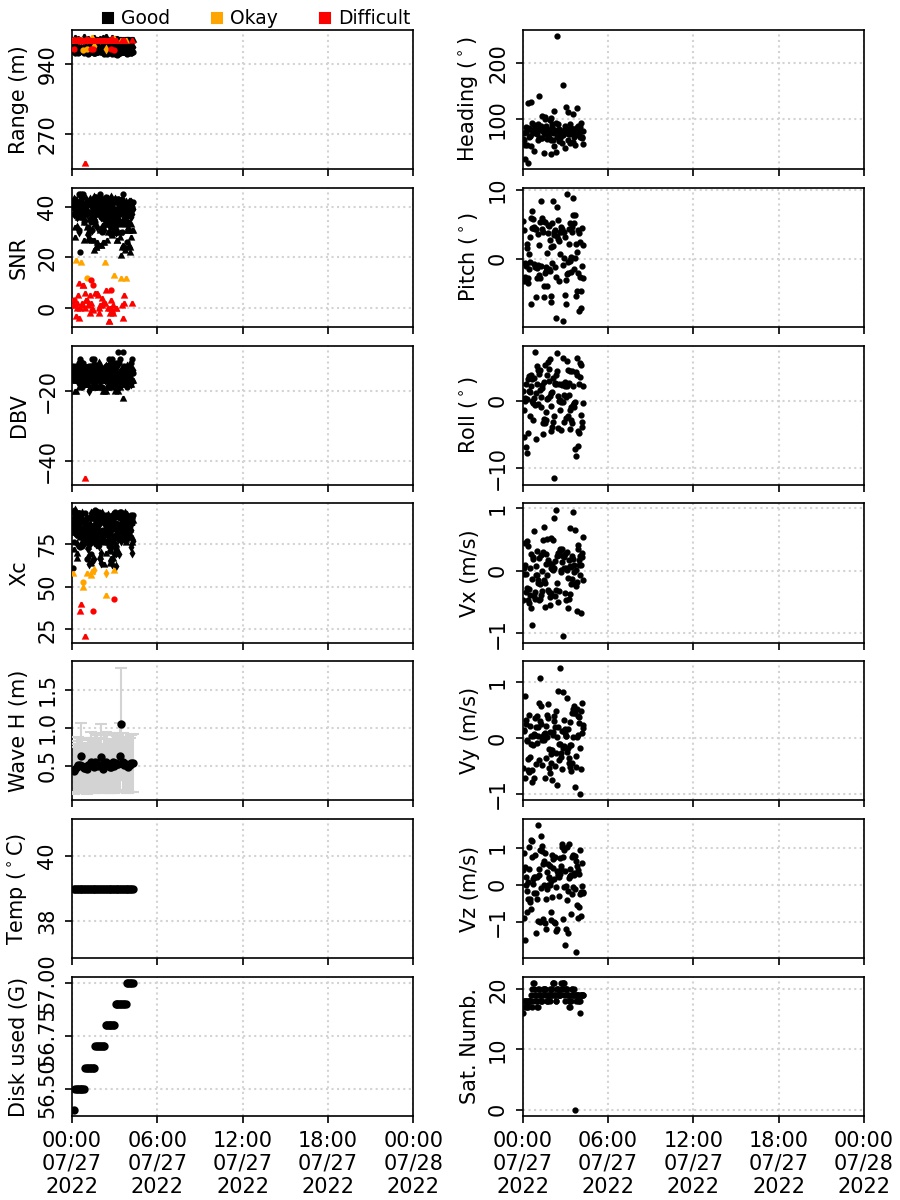 Good Okay Difficult
Range (m)
940
270
Heading (°)
200
100
SNR
40
20
0
Pitch (°)
10
0
DBV
−20
−40
Roll (°)
0
−10
Xc
75
50
25
Vx (m/s)
1
0
−1
Wave H (m)
1.5
1.0
0.5
Vy (m/s)
1
0
−1
Temp (°C)
40
38
Vz (m/s)
1
0
−1
Disk used (G)
57.00
56.75
56.50
Sat. Numb.
20
10
0
00:00 06:00 12:00 18:00 00:00
07/27 07/27 07/27 07/27 07/28
2022 2022 2022 2022 2022
00:00 06:00 12:00 18:00 00:00
07/27 07/27 07/27 07/27 07/28
2022 2022 2022 2022 2022